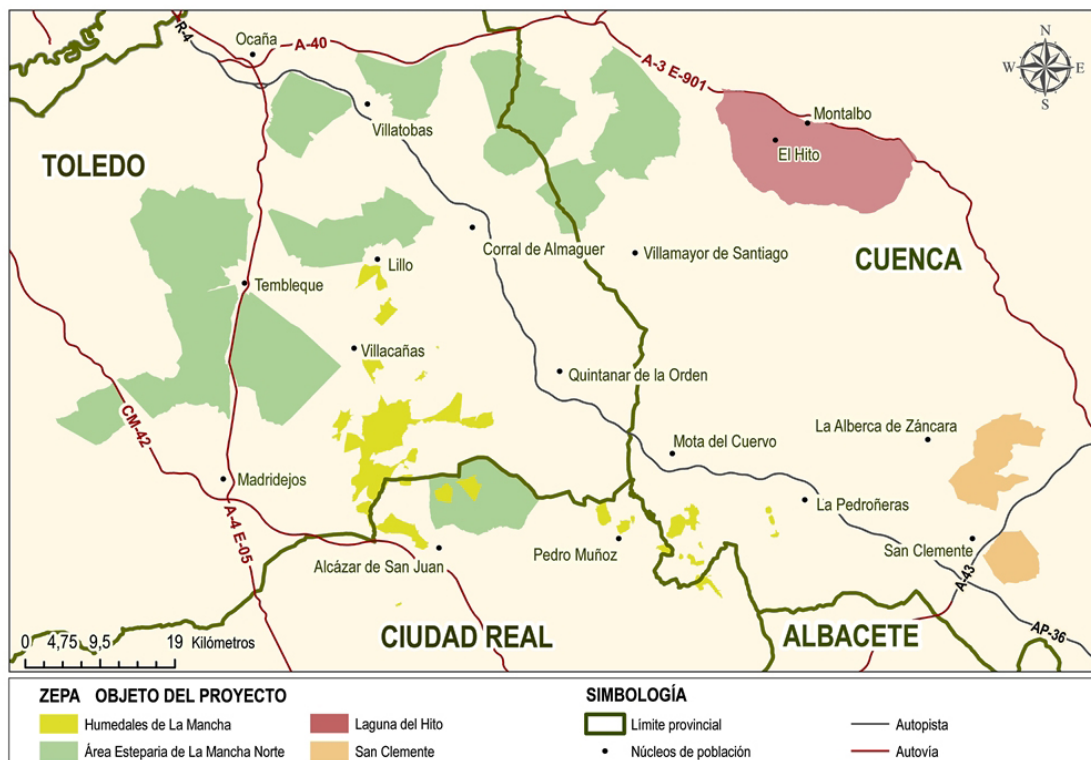 R-4
Ocaña
A-40
A-3 E-901
N
W
E
S
Villatobas
Montalbo
El Hito
TOLEDO
Corral de Almaguer
Villamayor de Santiago
CUENCA
Lillo
Tembleque
Villacañas
Quintanar de la Orden
CM-42
La Alberca de Záncara
Mota del Cuervo
Madridejos
La Pedroñeras
A-4 E-05
San Clemente
Pedro Muñoz
Alcázar de San Juan
A-43
CIUDAD REAL
ALBACETE
AP-36
0 4,75 9,5 19 Kilómetros
ZEPA OBJETO DEL PROYECTO
Humedales de La Mancha
Área Esteparia de La Mancha Norte
Laguna del Hito
San Clemente
SIMBOLOGÍA
Límite provincial
Núcleos de población
Autopista
Autovía